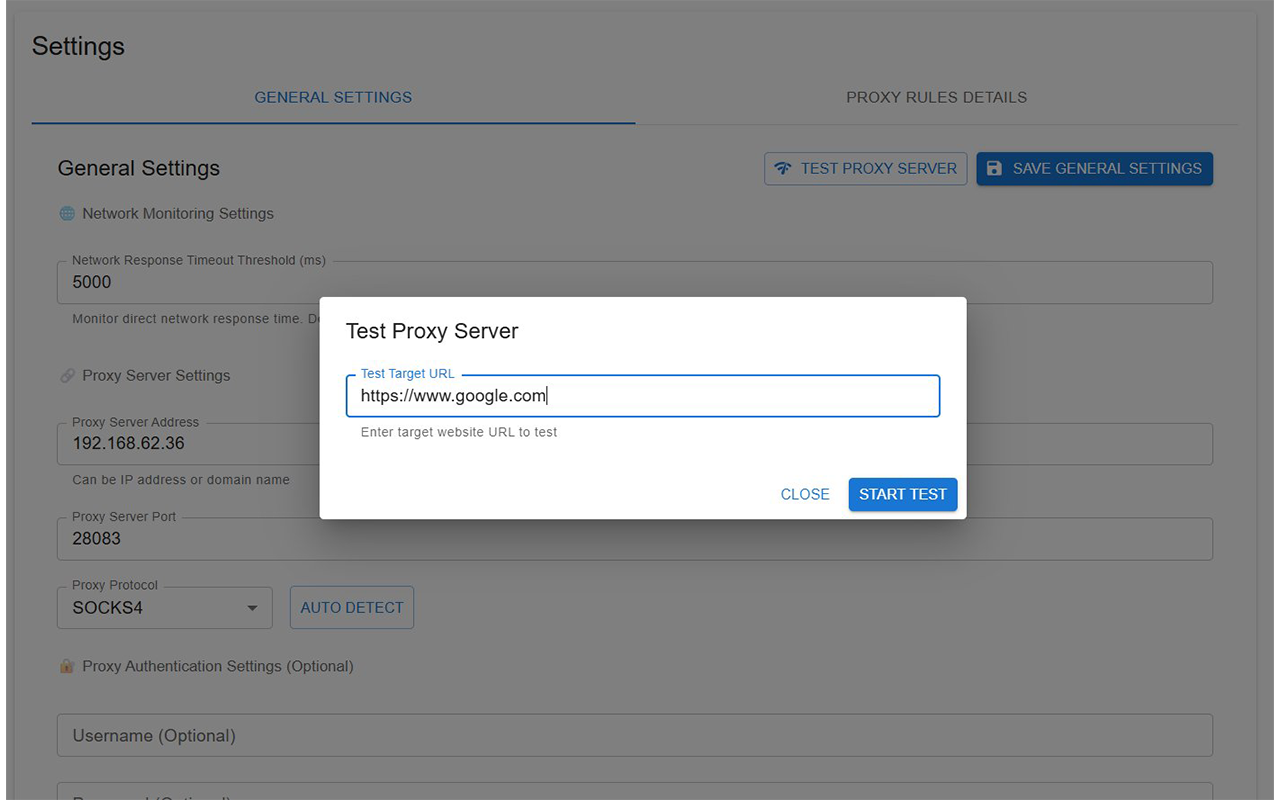 Settings
GENERAL SETTINGS
PROXY RULES DETAILS
General Settings
TEST PROXY SERVER
SAVE GENERAL SETTINGS
Network Monitoring Settings
Network Response Timeout Threshold (ms)
5000
Monitor direct network response time.
Test Proxy Server
Test Target URL
https://www.google.com
Enter target website URL to test
CLOSE
START TEST
Proxy Server Settings
Proxy Server Address
192.168.62.36
Can be IP address or domain name
Proxy Server Port
28083
Proxy Protocol
SOCKS4
AUTO DETECT
Proxy Authentication Settings (Optional)
Username (Optional)